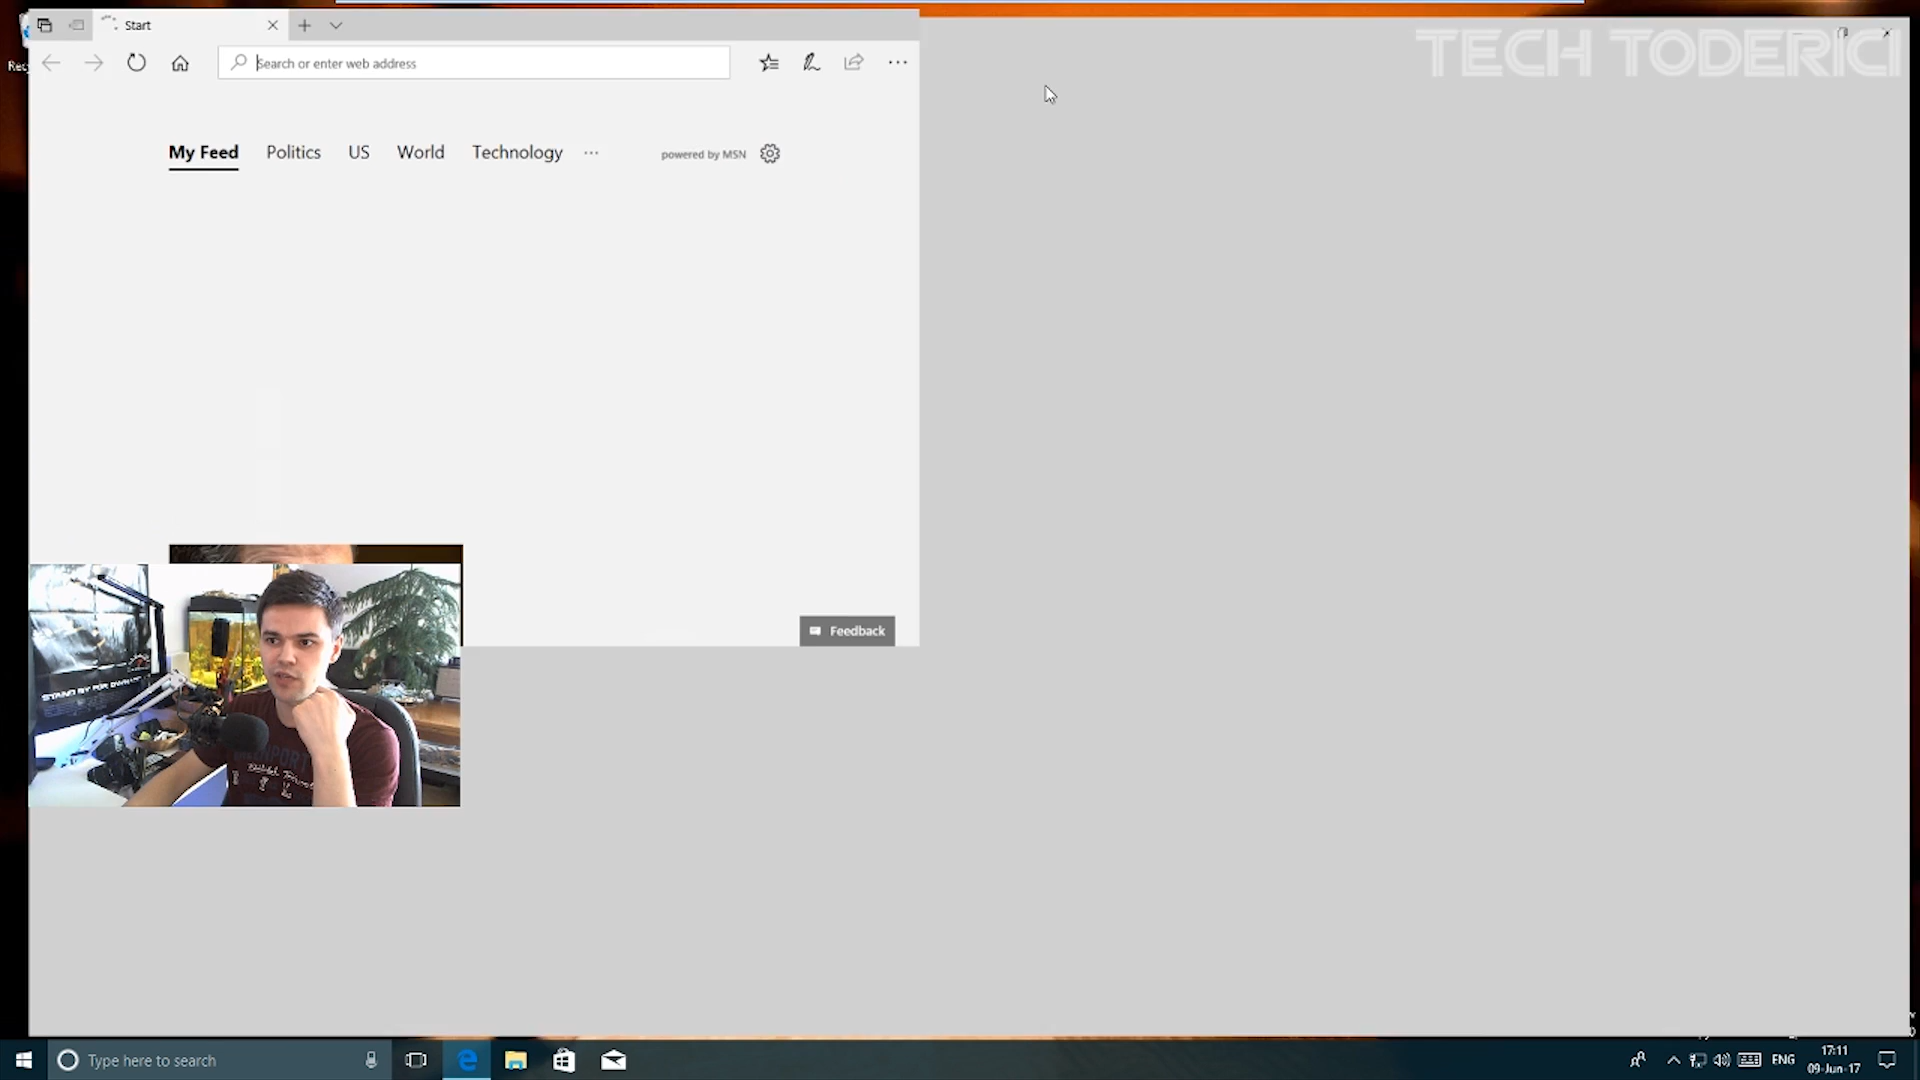 Start
TECH TODERICI
Search or enter web address
My Feed Politics US World Technology ... powered by MSN
Feedback
Type here to search
ENG
17:11
09-Jun-17